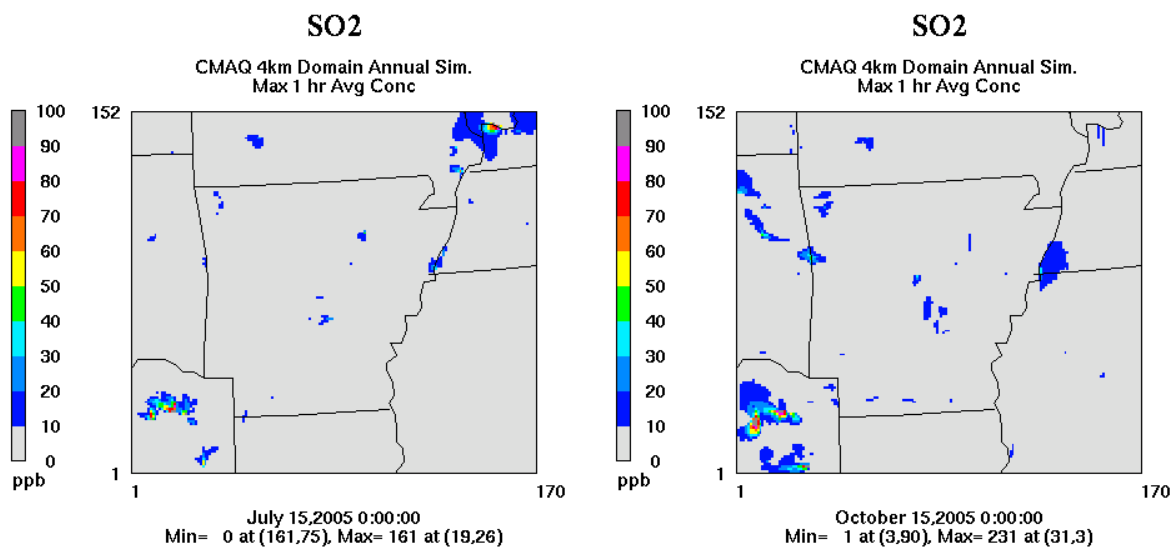 SO2
CMAQ 4km Domain Annual Sim.
Max 1 hr Avg Conc
100
90
80
70
60
50
40
30
20
10
0
ppb
152
1
1
170
July 15,2005 0:00:00
Min= 0 at (161,75), Max= 161 at (19,26)
SO2
CMAQ 4km Domain Annual Sim.
Max 1 hr Avg Conc
100
90
80
70
60
50
40
30
20
10
0
ppb
152
1
1
170
October 15,2005 0:00:00
Min= 1 at (3,90), Max= 231 at (31,3)